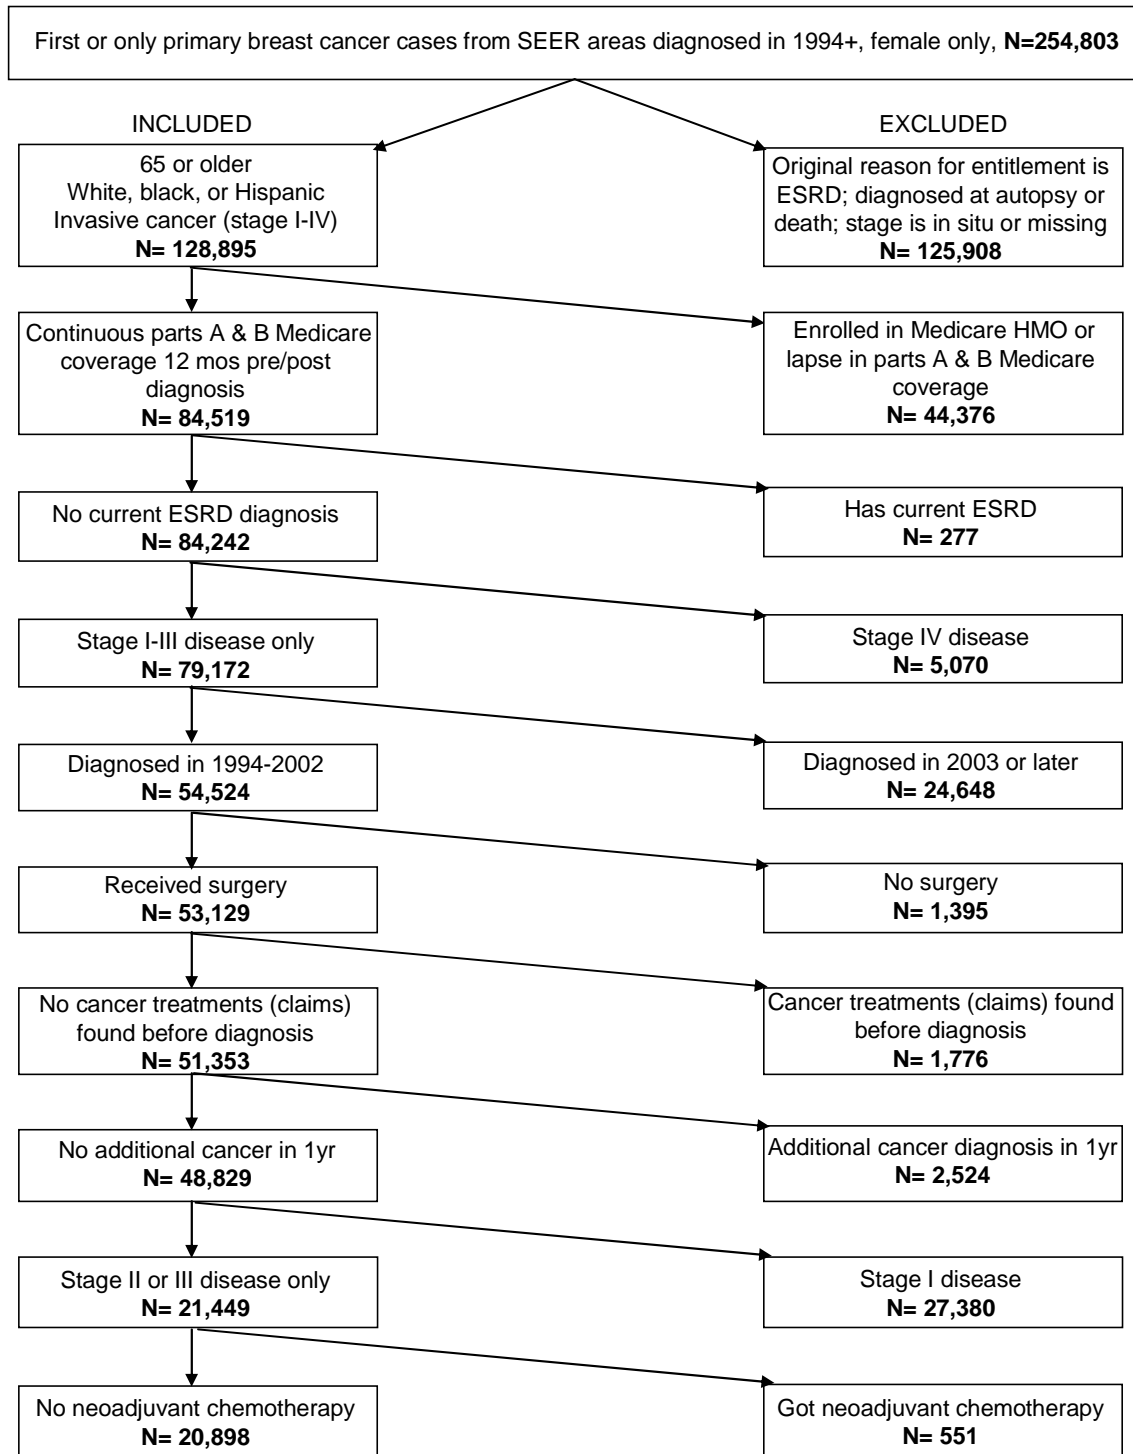 First or only primary breast cancer cases from SEER areas diagnosed in 1994+, female only, N=254,803
INCLUDED
EXCLUDED
65 or older
White, black, or Hispanic
Invasive cancer (stage I-IV)
N= 128,895
Original reason for entitlement is
ESRD; diagnosed at autopsy or
death; stage is in situ or missing
N= 125,908
Continuous parts A & B Medicare
coverage 12 mos pre/post
diagnosis
N= 84,519
Enrolled in Medicare HMO or
lapse in parts A & B Medicare
coverage
N= 44,376
No current ESRD diagnosis
N= 84,242
Has current ESRD
N= 277
Stage I-III disease only
N= 79,172
Stage IV disease
N= 5,070
Diagnosed in 1994-2002
N= 54,524
Diagnosed in 2003 or later
N= 24,648
Received surgery
N= 53,129
No surgery
N= 1,395
No cancer treatments (claims)
found before diagnosis
N= 51,353
Cancer treatments (claims) found
before diagnosis
N= 1,776
No additional cancer in 1yr
N= 48,829
Additional cancer diagnosis in 1yr
N= 2,524
Stage II or III disease only
N= 21,449
Stage I disease
N= 27,380
No neoadjuvant chemotherapy
N= 20,898
Got neoadjuvant chemotherapy
N= 551